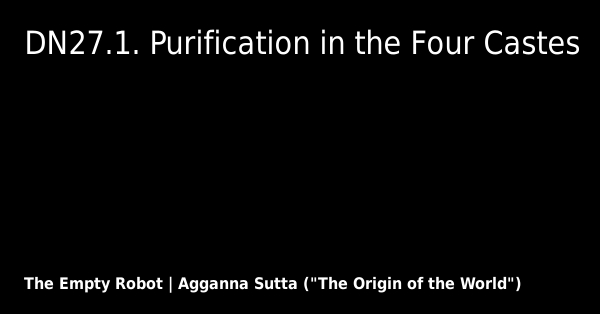 DN27.1. Purification in the Four Castes
The Empty Robot | Agganna Sutta ("The Origin of the World")